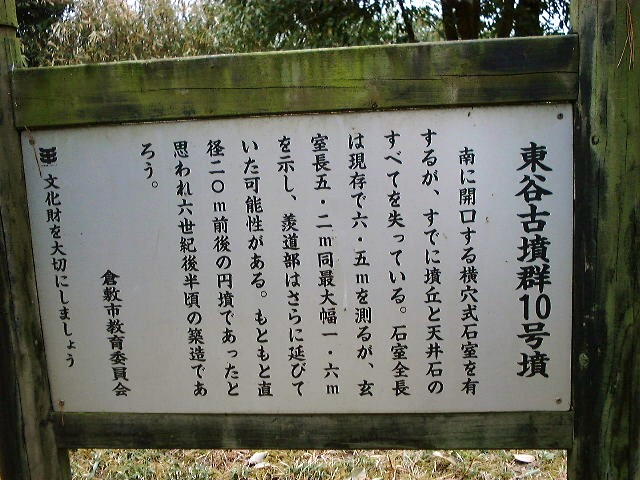 東谷古墳群10号墳
南に開口する横穴式石室を有
するが、すでに墳丘と天井石の
すべてを失っている。石室全長
は現存で六・五mを測るが、玄
室長五・二m同最大幅一・六m
を示し、羨道部はさらに延びて
いた可能性がある。もともと直
径二〇m前後の円墳であったと
思われ六世紀後半頃の築造であ
ろう。
倉敷市教育委員会
文化財を大切にしましょう